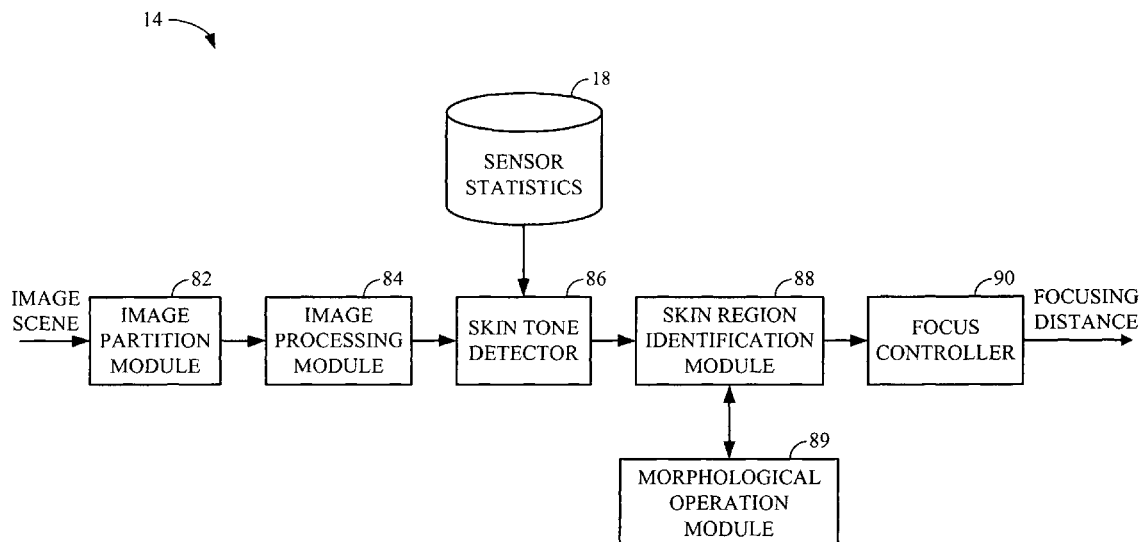 14
18
SENSOR
STATISTICS
IMAGE
SCENE
82
IMAGE
PARTITION
MODULE
84
IMAGE
PROCESSING
MODULE
86
SKIN TONE
DETECTOR
88
SKIN REGION
IDENTIFICATION
MODULE
90
FOCUS
CONTROLLER
FOCUSING
DISTANCE
89
MORPHOLOGICAL
OPERATION
MODULE